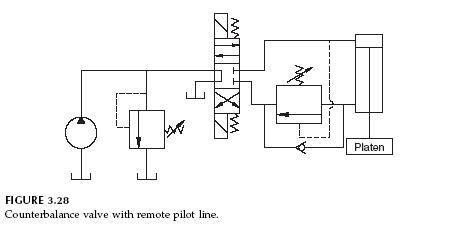 Platen
FIGURE 3.28
Counterbalance valve with remote pilot line.